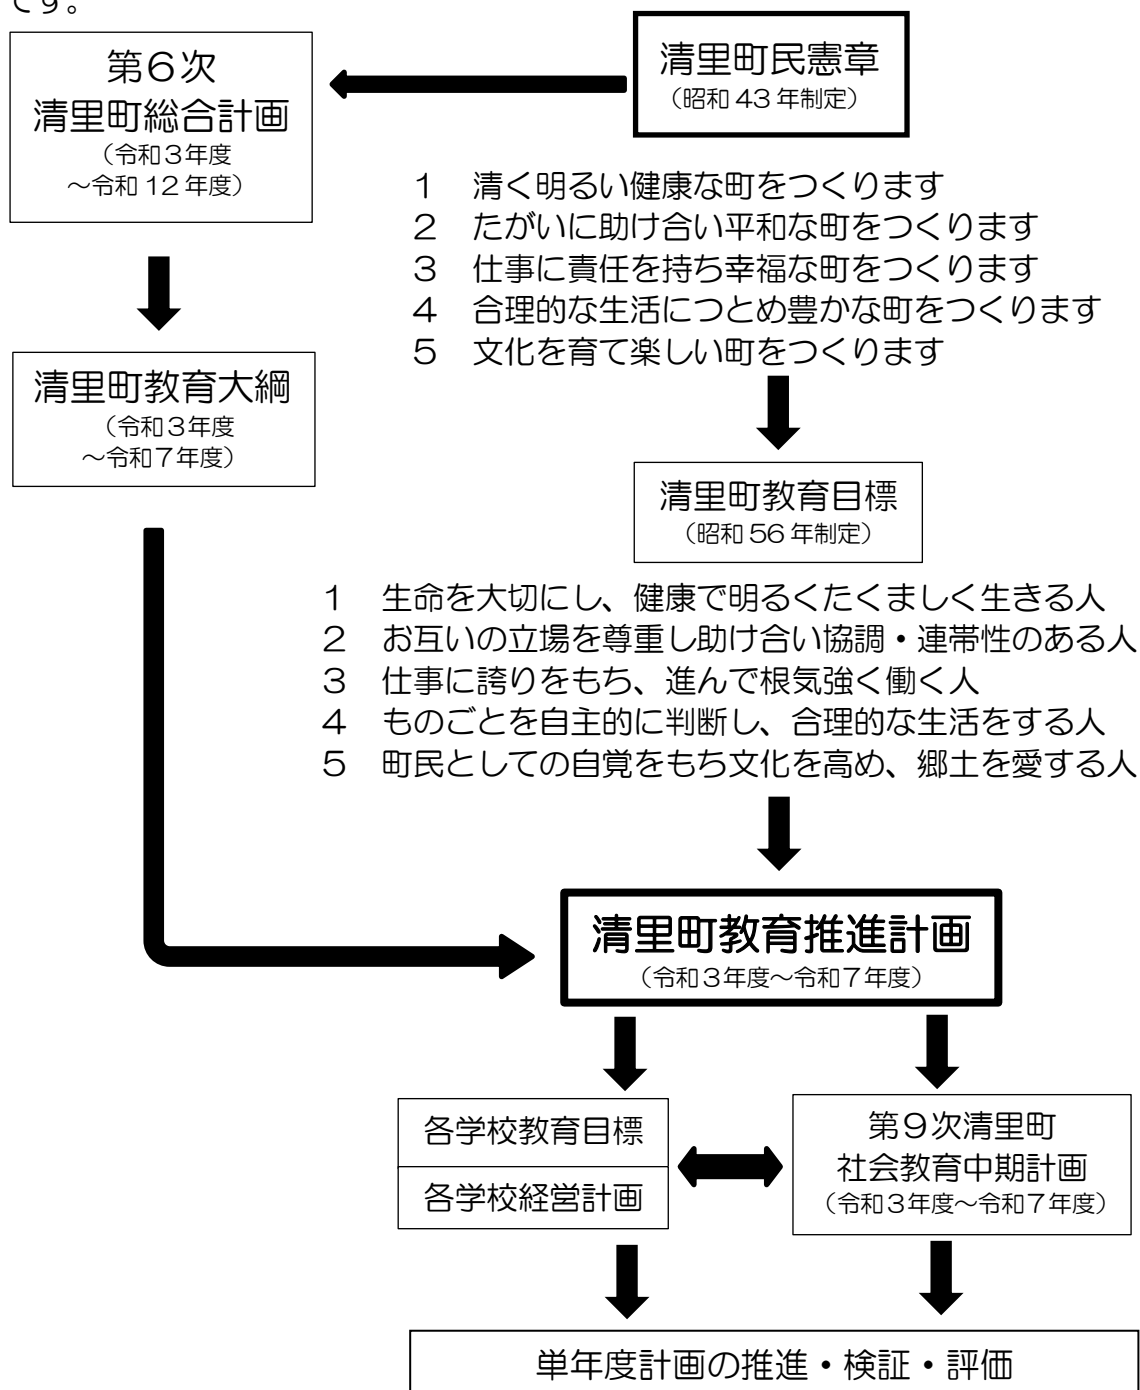 です。
第６次
清里町総合計画
（令和３年度
～令和 12 年度）
清里町民憲章
（昭和 43 年制定）
１　清く明るい健康な町をつくります
２　たがいに助け合い平和な町をつくります
３　仕事に責任を持ち幸福な町をつくります
４　合理的な生活につとめ豊かな町をつくります
５　文化を育て楽しい町をつくります
清里町教育大綱
（令和３年度
～令和７年度）
清里町教育目標
（昭和 56 年制定）
１　生命を大切にし、健康で明るくたくましく生きる人
２　お互いの立場を尊重し助け合い協調・連帯性のある人
３　仕事に誇りをもち、進んで根気強く働く人
４　ものごとを自主的に判断し、合理的な生活をする人
５　町民としての自覚をもち文化を高め、郷土を愛する人
清里町教育推進計画
（令和３年度～令和７年度）
各学校教育目標
各学校経営計画
第９次清里町
社会教育中期計画
（令和３年度～令和７年度）
単年度計画の推進・検証・評価